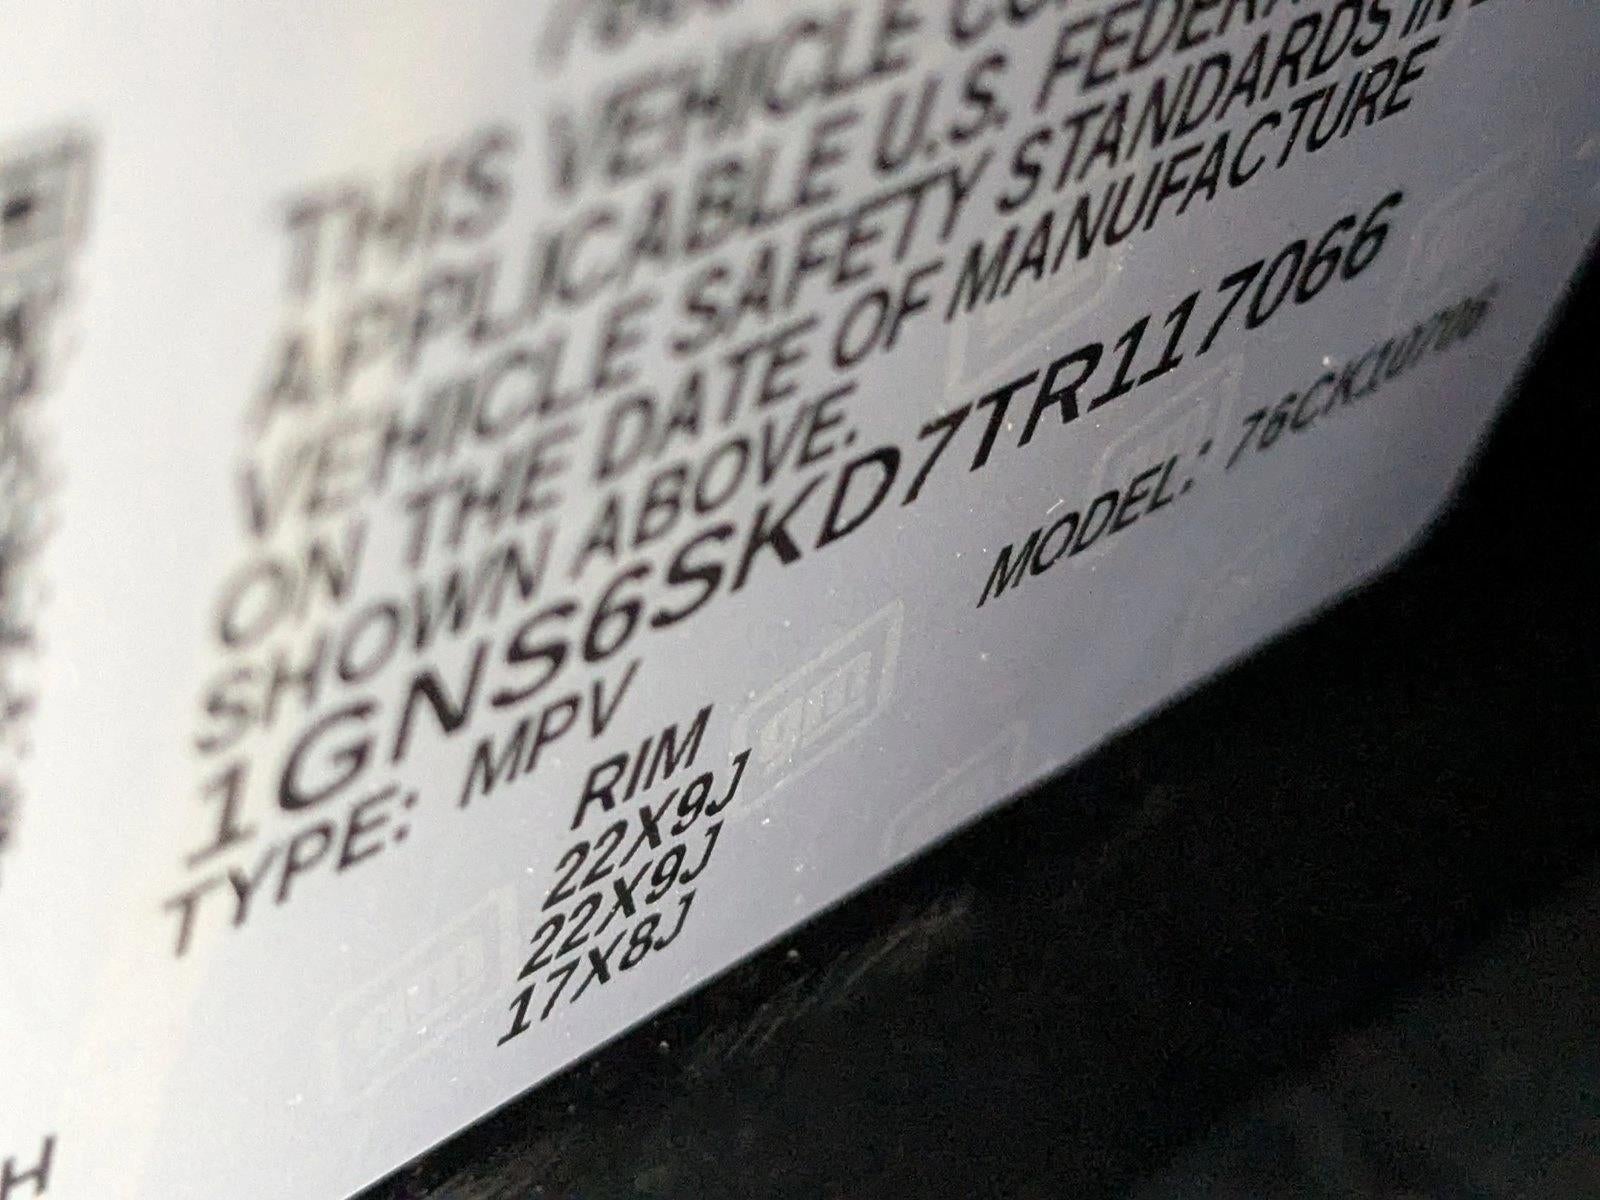 THIS VEHICLE
APPLICABLE U.S. FEDERA
VEHICLE SAFETY STANDARDS IN
ON THE DATE OF MANUFACTURE
SHOWN ABOVE.
1GNS6SKD7TR117066
TYPE: MPV
MODEL:
RIM
22X9J
22X9J
17X8J
H